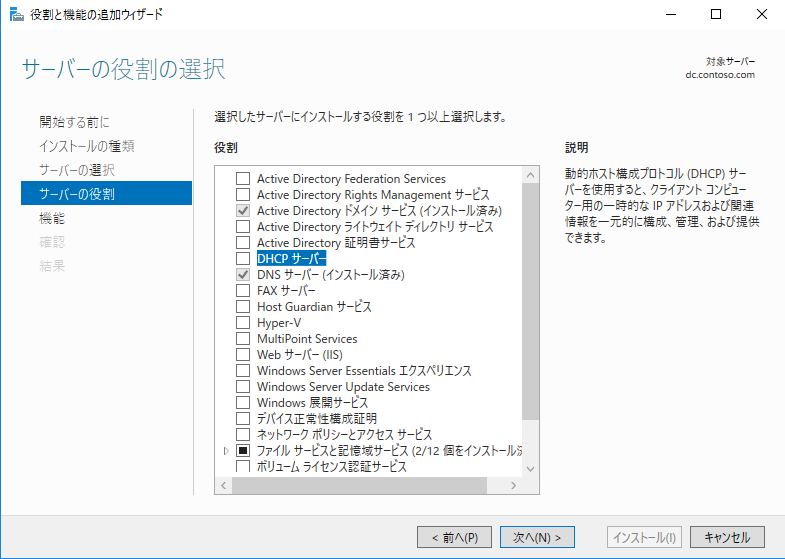 役割と機能の追加ウィザード
サーバーの役割の選択
対象サーバー
dc.contoso.com
開始する前に
インストールの種類
サーバーの選択
サーバーの役割
機能
確認
結果
選択したサーバーにインストールする役割を 1 つ以上選択します。
役割
Active Directory Federation Services
Active Directory Rights Management サービス
Active Directory ドメイン サービス (インストール済み)
Active Directory ライトウェイト ディレクトリ サービス
Active Directory 証明書サービス
DHCP サーバー
DNS サーバー (インストール済み)
FAX サーバー
Host Guardian サービス
Hyper-V
MultiPoint Services
Web サーバー (IIS)
Windows Server Essentials エクスペリエンス
Windows Server Update Services
Windows 展開サービス
デバイス正常性構成証明
ネットワーク ポリシーとアクセス サービス
ファイル サービスと記憶域サービス (2/12 個をインストール済
ボリューム ライセンス認証サービス
説明
動的ホスト構成プロトコル (DHCP) サー
バーを使用すると、クライアント コンピュー
ター用の一時的な IP アドレスおよび関連
情報を一元的に構成、管理、および提供
できます。
< 前へ(P)
次へ(N) >
インストール(I)
キャンセル